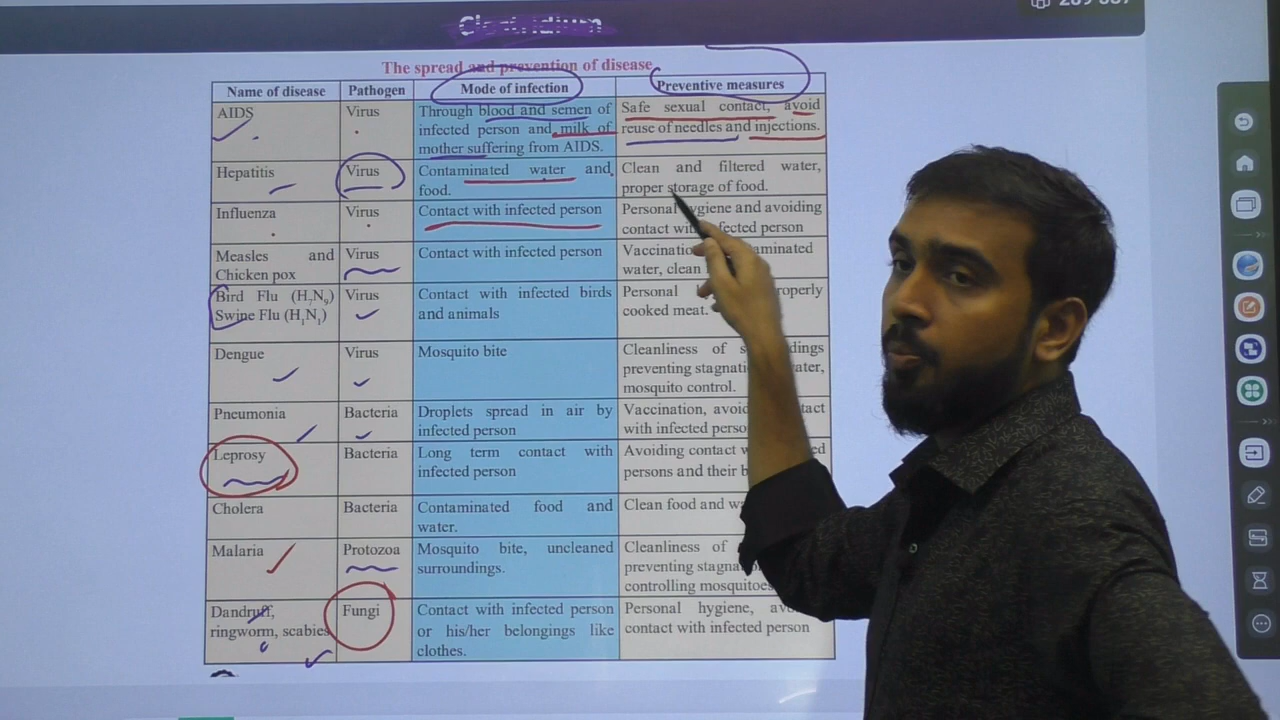 Clostridium
The spread and prevention of disease
Name of disease Pathogen Mode of infection Preventive measures
AIDS Virus Through blood and semen of infected person and milk of mother suffering from AIDS. Safe sexual contact, avoid reuse of needles and injections.
Hepatitis Virus Contaminated water and food. Clean and filtered water, proper storage of food.
Influenza Virus Contact with infected person Personal hygiene and avoiding contact with infected person
Measles and Chicken pox Virus Contact with infected person water, clean
Bird Flu (H₇N₉) Swine Flu (H₁N₁) Virus Contact with infected birds and animals Personal cooked meat.
Dengue Virus Mosquito bite Cleanliness of preventing mosquito control.
Pneumonia Bacteria Droplets spread in air by infected person Vaccination, with infected
Leprosy Bacteria Long term contact with infected person Avoiding contact persons and their
Cholera Bacteria Contaminated food and water. Clean food and
Malaria Protozoa Mosquito bite, uncleaned surroundings. Cleanliness of preventing controlling
Dandruff, ringworm, scabies Fungi Contact with infected person or his/her belongings like clothes. Personal hygiene, contact with infected person